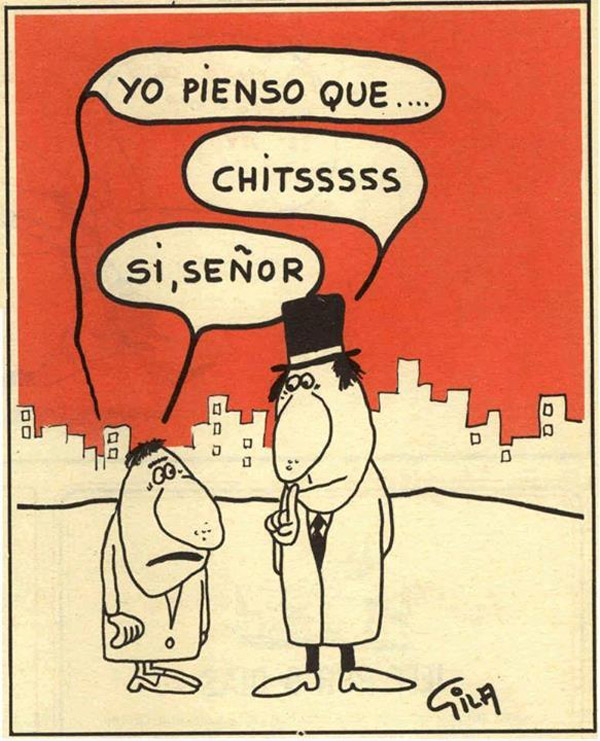 YO PIENSO QUE....
CHITSSSSS
SI, SEÑOR
GILA